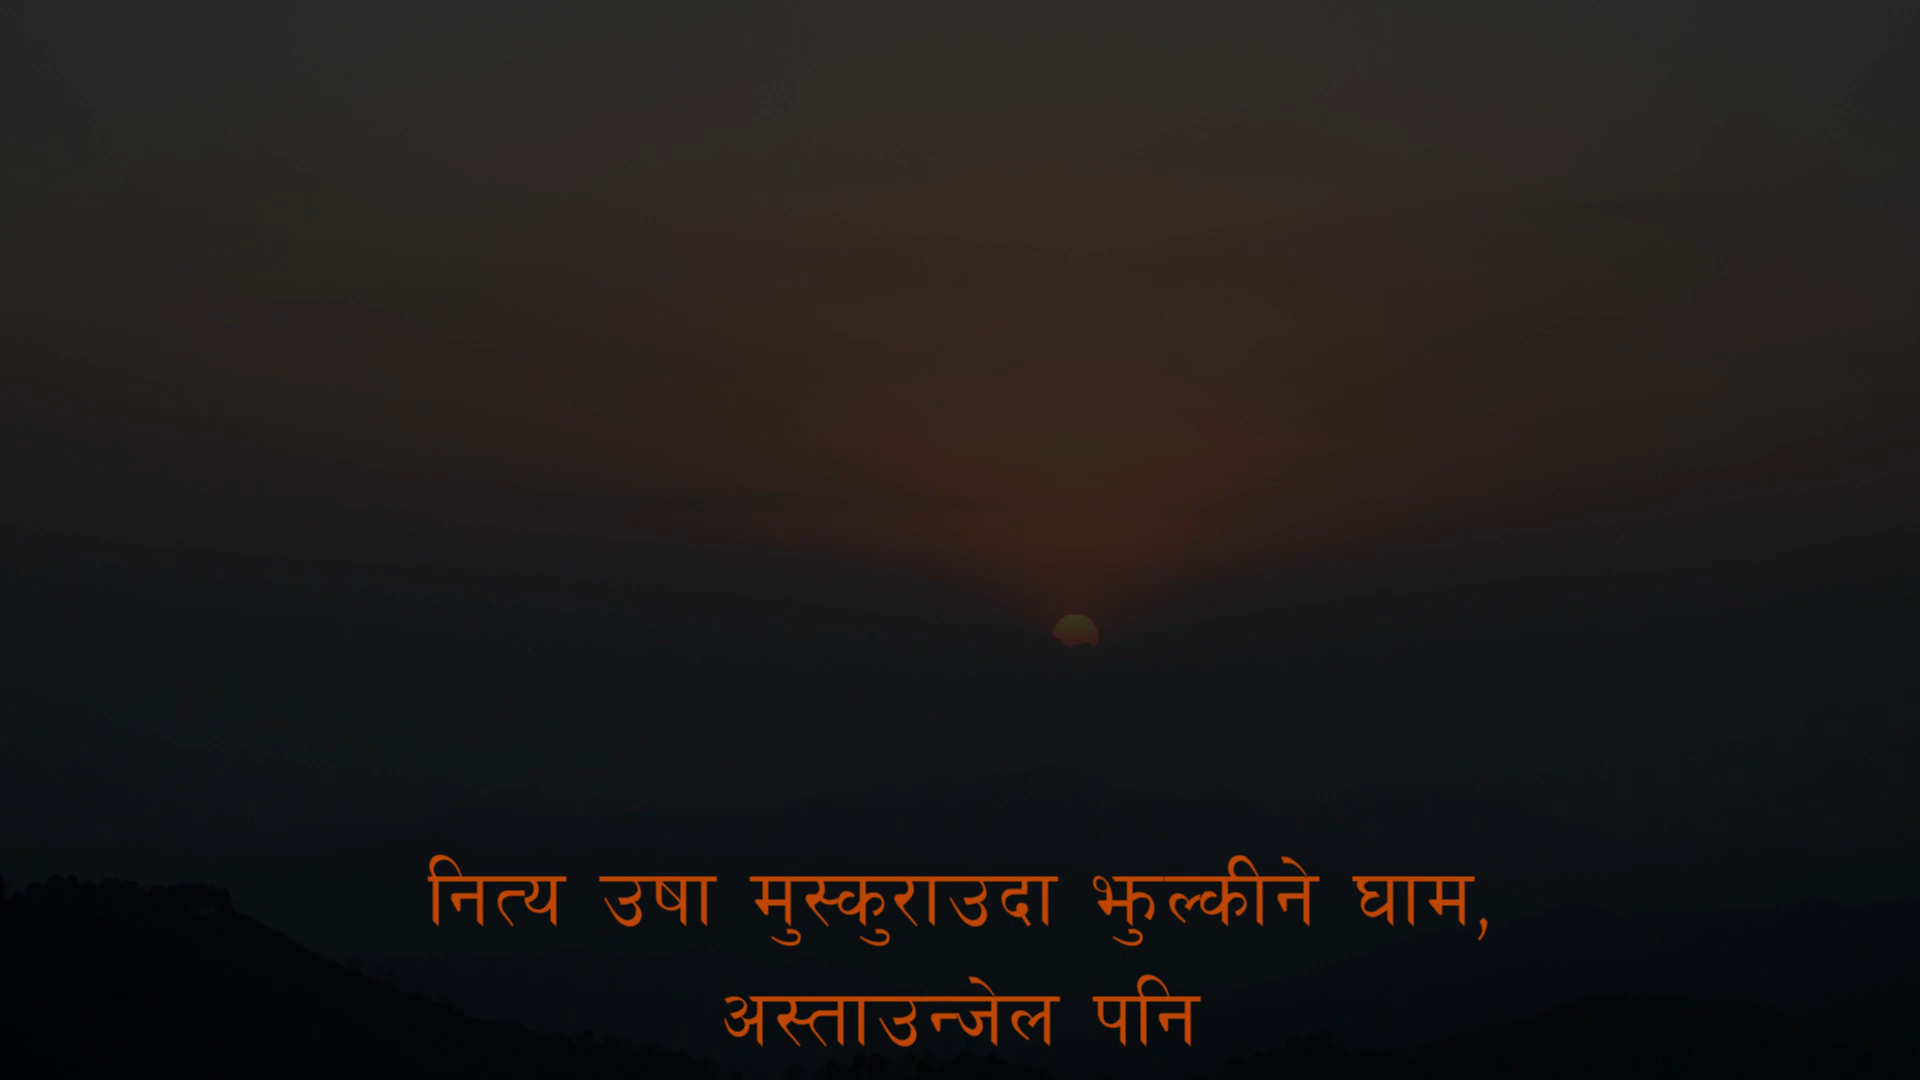 नित्य उषा मुस्कुराउदा झुल्कीने घाम,
अस्ताउन्जेल पनि